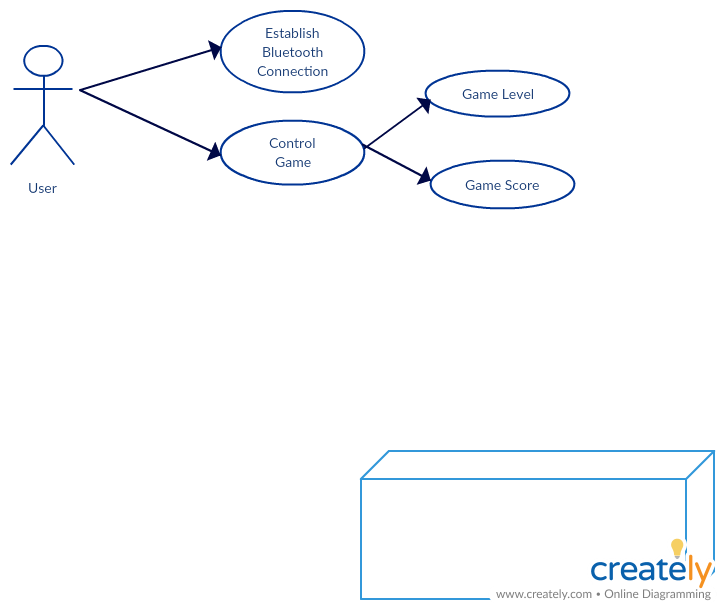 Establish
Bluetooth
Connection
User
Control
Game
Game Level
Game Score
creately
www.creately.com • Online Diagramming